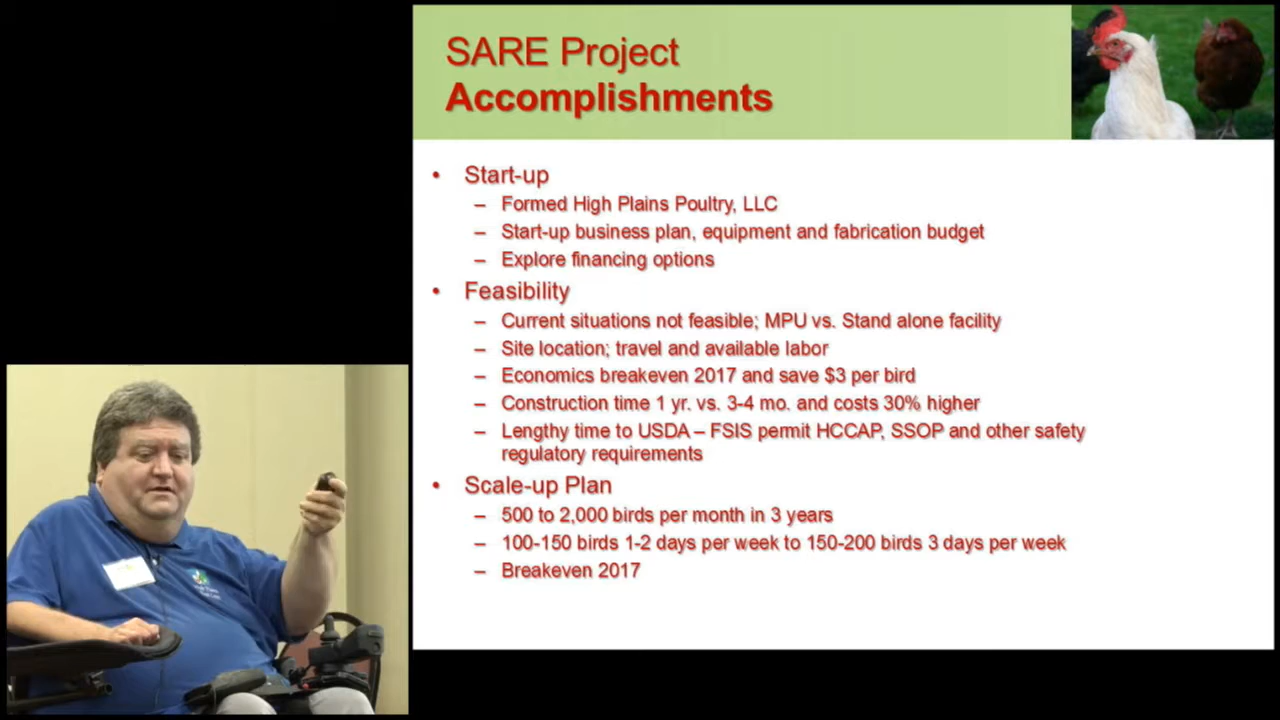 SARE Project
Accomplishments
• Start-up
– Formed High Plains Poultry, LLC
– Start-up business plan, equipment and fabrication budget
– Explore financing options
• Feasibility
– Current situations not feasible; MPU vs. Stand alone facility
– Site location; travel and available labor
– Economics breakeven 2017 and save $3 per bird
– Construction time 1 yr. vs. 3-4 mo. and costs 30% higher
– Lengthy time to USDA – FSIS permit HCCAP, SSOP and other safety
regulatory requirements
• Scale-up Plan
– 500 to 2,000 birds per month in 3 years
– 100-150 birds 1-2 days per week to 150-200 birds 3 days per week
– Breakeven 2017